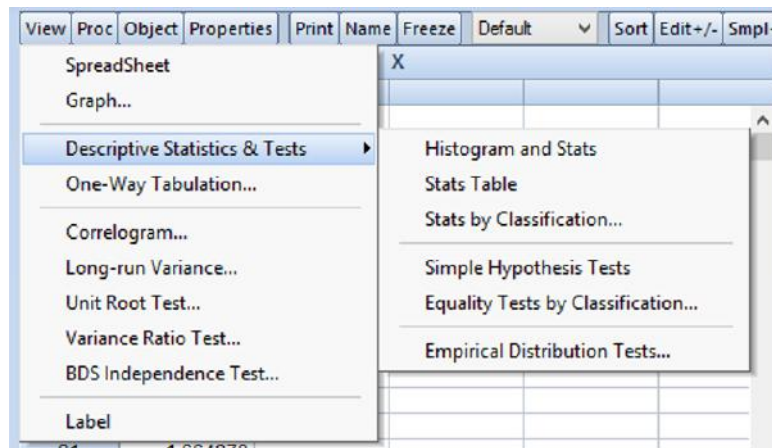 View Proc Object Properties Print Name Freeze Default Sort Edit+/- Smpl
X
SpreadSheet
Graph...
Descriptive Statistics & Tests
One-Way Tabulation...
Correlogram...
Long-run Variance...
Unit Root Test...
Variance Ratio Test...
BDS Independence Test...
Label
Histogram and Stats
Stats Table
Stats by Classification...
Simple Hypothesis Tests
Equality Tests by Classification...
Empirical Distribution Tests...